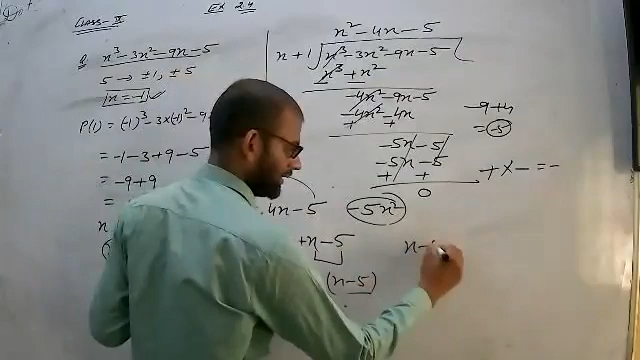 CLASS-IX
EX 2.4
Q. x³-3x²-9x-5
5 → ±1, ±5
x=-1 ✓
P(1) = (-1)³-3×(-1)²-9
= -1-3+9-5
= -9+9
=
x
x²-4x-5
x+1 ) x³-3x²-9x-5
x³+x²
-4x²-9x-5
-4x²-4x
+ +
-5x-5
-5x-5
+ +
0
-9+4
= -5
+×-=-
4x-5
-5x²
+x-5
(x-5)
x-